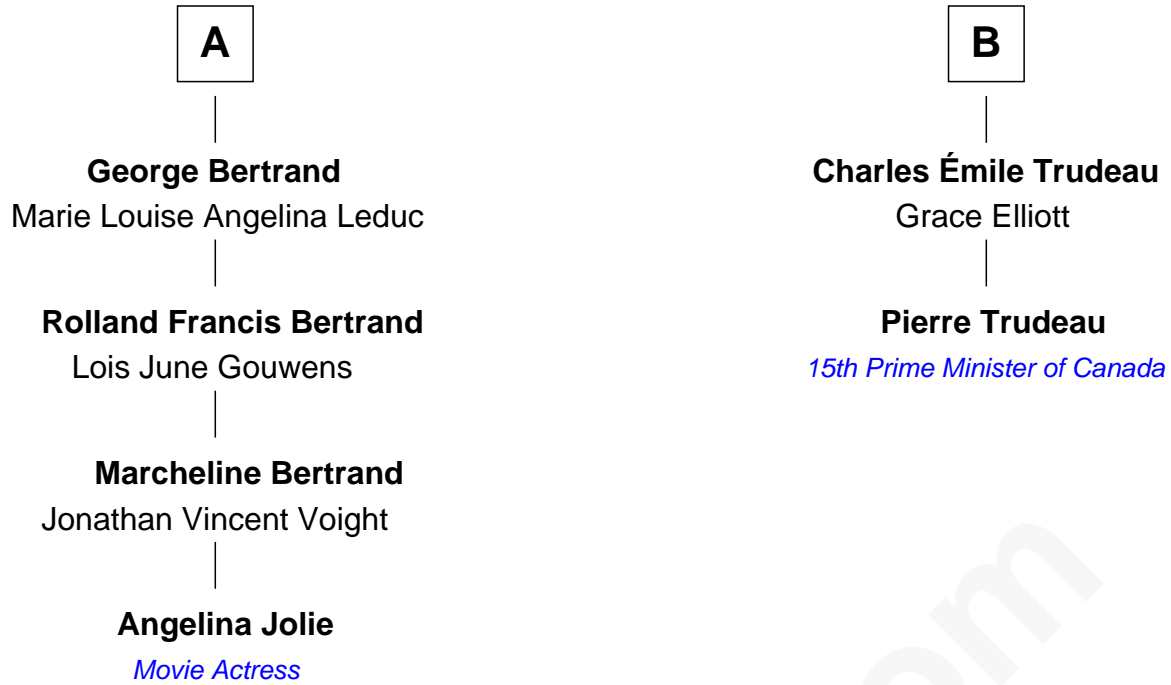 A
George Bertrand
Marie Louise Angelina Leduc
Rolland Francis Bertrand
Lois June Gouwens
Marcheline Bertrand
Jonathan Vincent Voight
Angelina Jolie
Movie Actress
B
Charles Émile Trudeau
Grace Elliott
Pierre Trudeau
15th Prime Minister of Canada
om